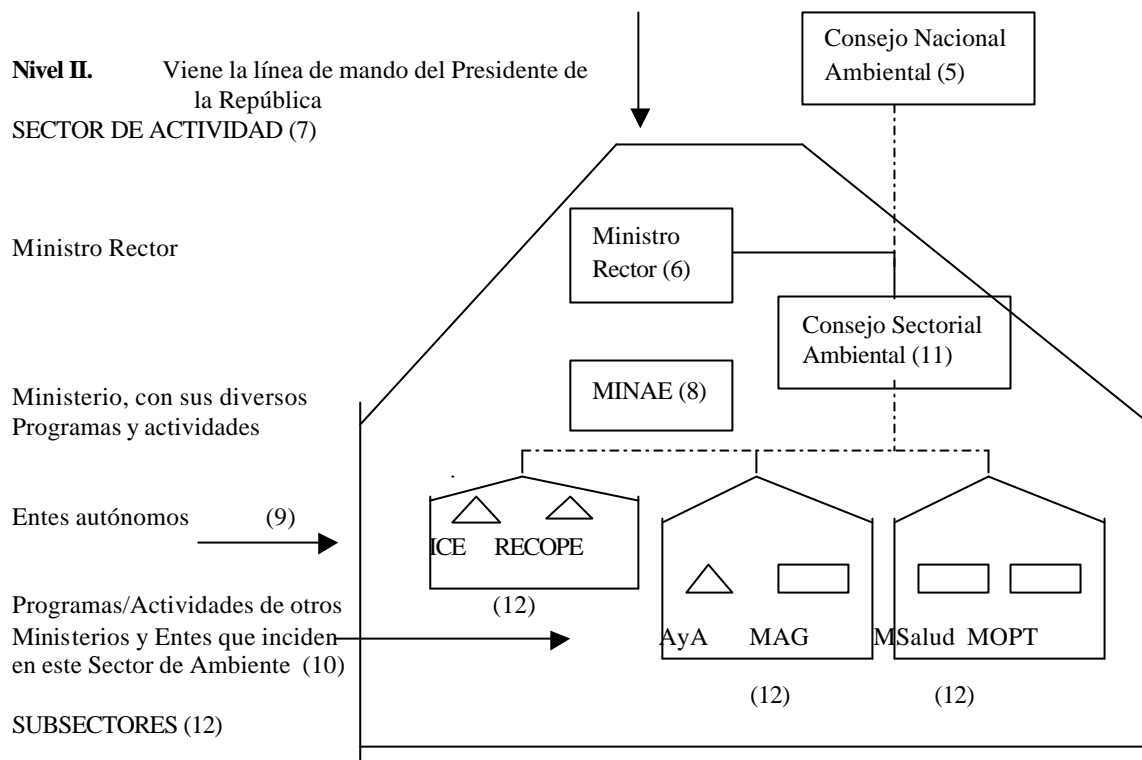 Consejo Nacional
Ambiental (5)
Nivel II. Viene la línea de mando del Presidente de
la República
SECTOR DE ACTIVIDAD (7)
Ministro Rector
Ministro
Rector (6)
Consejo Sectorial
Ambiental (11)
MINAE (8)
Ministerio, con sus diversos
Programas y actividades
Entes autónomos (9)
ICE RECOPE
(12)
Programas/Actividades de otros
Ministerios y Entes que inciden
en este Sector de Ambiente (10)
AyA MAG MSalud MOPT
(12) (12)
SUBSECTORES (12)